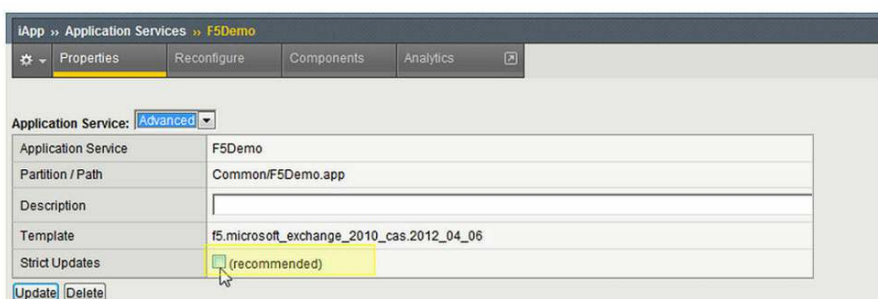 iApp » Application Services » F5Demo
Properties Reconfigure Components Analytics
Application Service: Advanced
Application Service F5Demo
Partition / Path Common/F5Demo.app
Description
Template f5.microsoft_exchange_2010_cas.2012_04_06
Strict Updates (recommended)
Update Delete